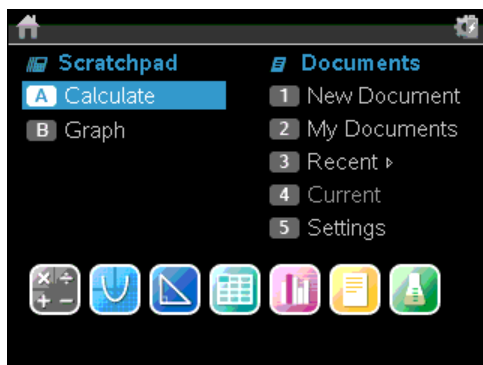 Scratchpad
A Calculate
B Graph
Documents
1 New Document
2 My Documents
3 Recent ▹
4 Current
5 Settings